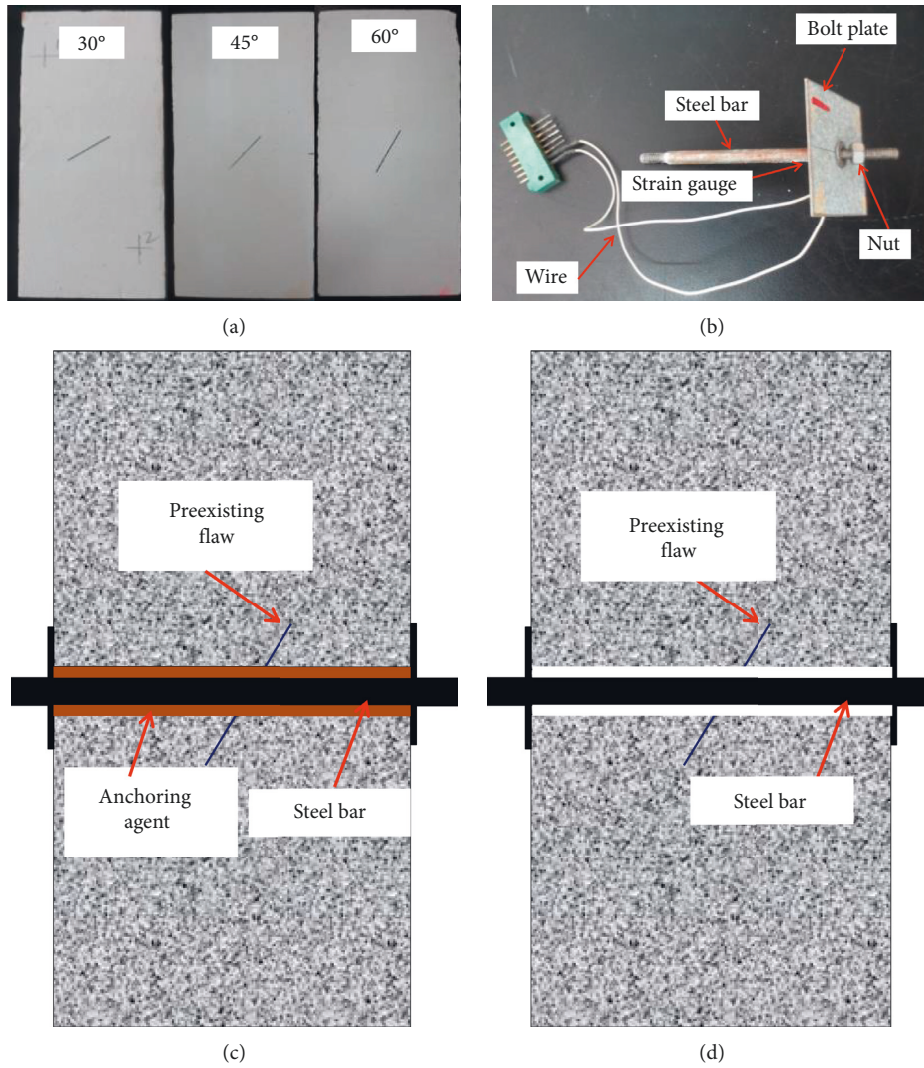 30°
45°
60°
(a)
Bolt plate
Steel bar
Strain gauge
Nut
Wire
(b)
Preexisting
flaw
Anchoring
agent
Steel bar
(c)
Preexisting
flaw
Steel bar
(d)